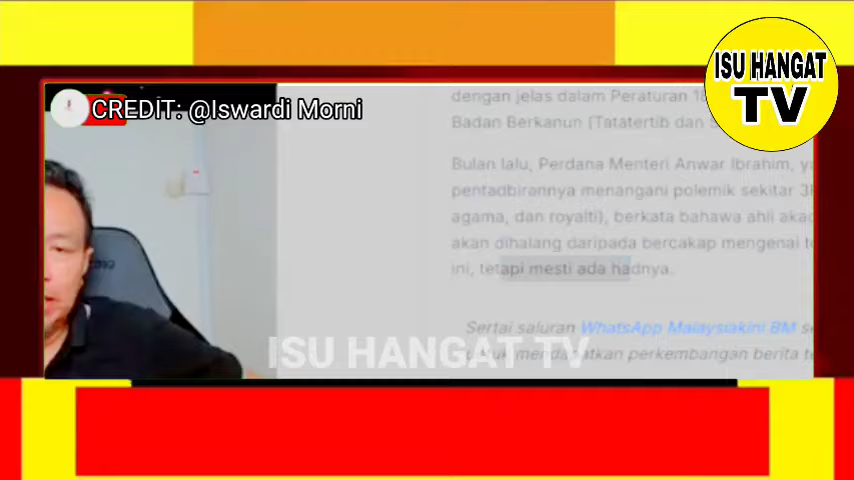 ISU HANGAT
TV
CREDIT: @Iswardi Morni
dengan jelas dalam Peraturan
Badan Berkanun (Tatatertib dan
Bulan lalu, Perdana Menteri Anwar Ibrahim,
pentadbirannya menangani polemik sekitar
agama, dan royalti), berkata bahawa ahli
akan dihalang daripada bercakap mengenai
ini, tetapi mesti ada hadnya.
Sertai saluran WhatsApp Malaysiakini BM
untuk mendapatkan perkembangan berita
ISU HANGAT TV